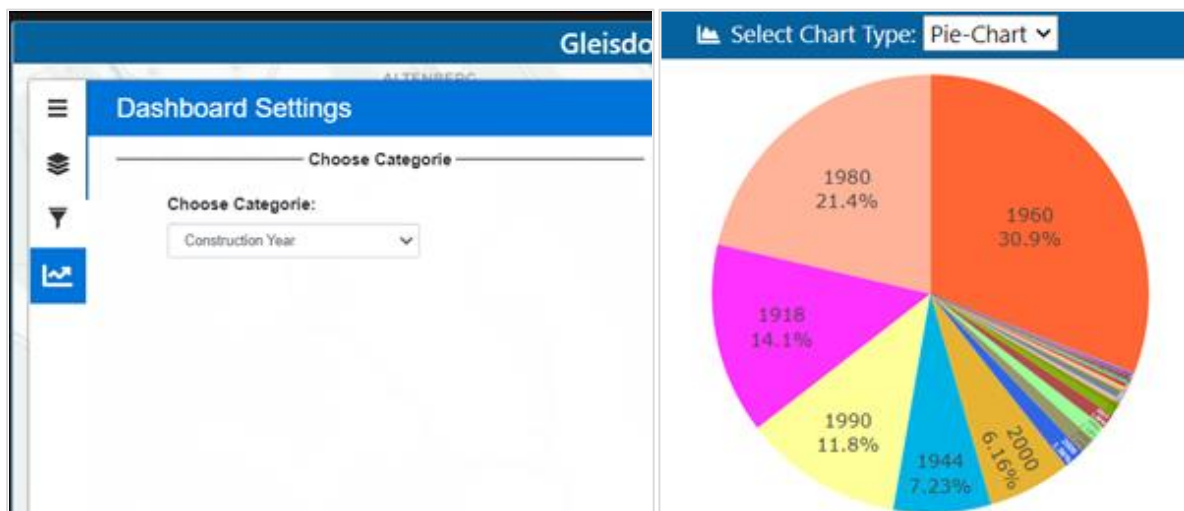 Gleisdo
ALTENBERG
Dashboard Settings
Choose Categorie
Choose Categorie:
Construction Year
Select Chart Type: Pie-Chart
1980
21.4%
1960
30.9%
1918
14.1%
1990
11.8%
1944
7.23%
2000
6.16%